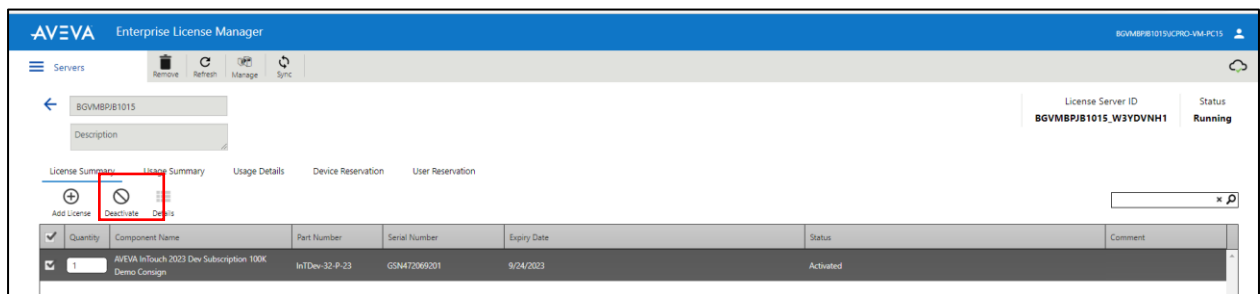 AVEVA Enterprise License Manager BGVMBPJB1015\JCPRO-VM-PC15
Servers Remove Refresh Manage Sync
BGVMBPJB1015 License Server ID Status
Description BGVMBPJB1015_W3YDVNH1 Running
License Summary Usage Summary Usage Details Device Reservation User Reservation
Add License Deactivate Details
Quantity Component Name Part Number Serial Number Expiry Date Status Comment
1 AVEVA InTouch 2023 Dev Subscription 100K Demo Consign InTDev-32-P-23 GSN472069201 9/24/2023 Activated